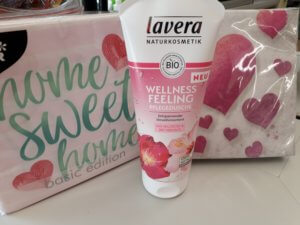 home
sweet
home
basic edition
lavera
NATURKOSMETIK
BIO
NEU
WELLNESS
FEELING
PFLEGEDUSCHE